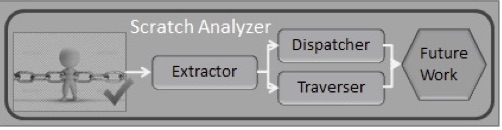 Scratch Analyzer
Extractor
Dispatcher
Traverser
Future
Work